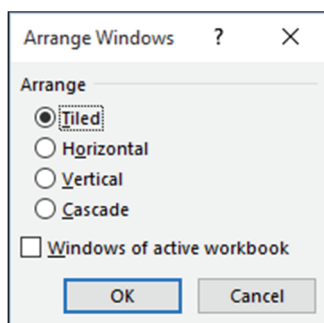 Arrange Windows ?
Arrange
Tiled
Horizontal
Vertical
Cascade
Windows of active workbook
OK Cancel